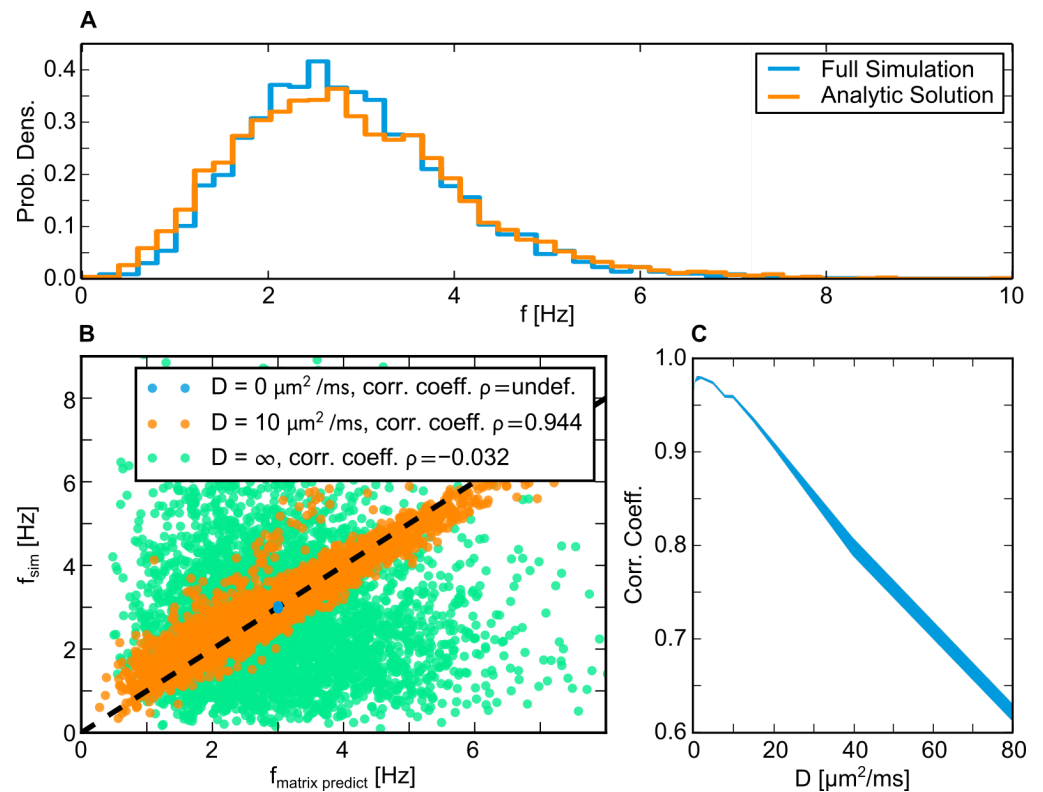 A
0.4
0.3
0.2
0.1
0.0
Prob. Dens.
Full Simulation
Analytic Solution
0 2 4 6 8 10
f [Hz]
B
8
6
4
2
0
f_sim [Hz]
D = 0 μm²/ms, corr. coeff. ρ=undef.
D = 10 μm²/ms, corr. coeff. ρ=0.944
D = ∞, corr. coeff. ρ=−0.032
0 2 4 6
f_matrix predict [Hz]
C
1.0
0.9
0.8
0.7
0.6
Corr. Coeff.
0 20 40 60 80
D [μm²/ms]